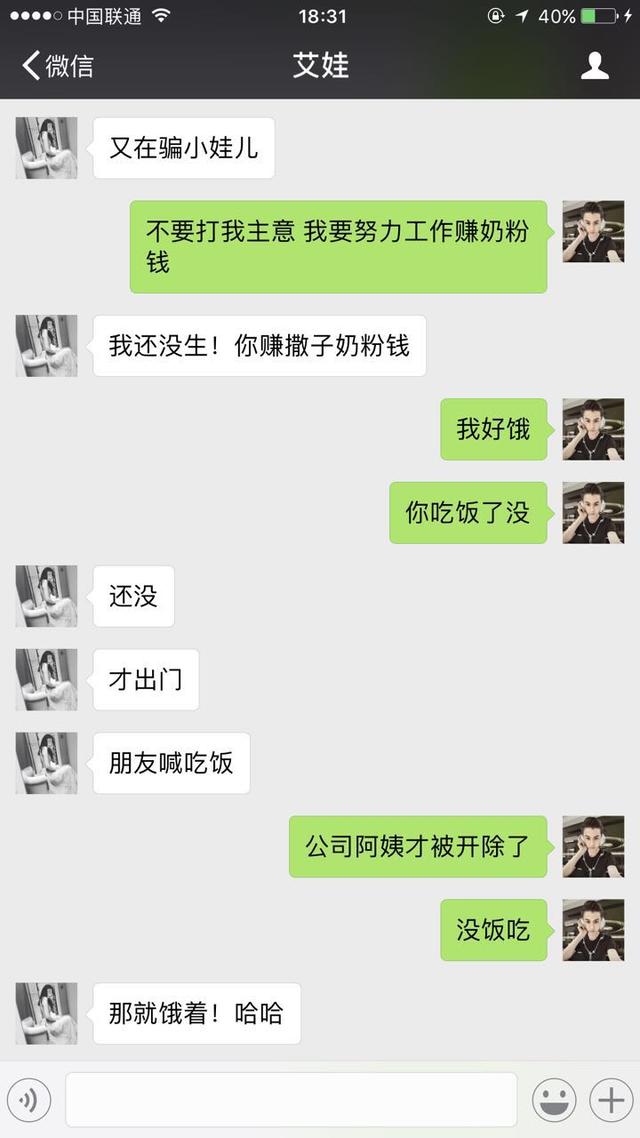 中国联通
18:31
40%
微信
艾娃
又在骗小娃儿
不要打我主意 我要努力工作赚奶粉
钱
我还没生！你赚撒子奶粉钱
我好饿
你吃饭了没
还没
才出门
朋友喊吃饭
公司阿姨才被开除了
没饭吃
那就饿着！哈哈